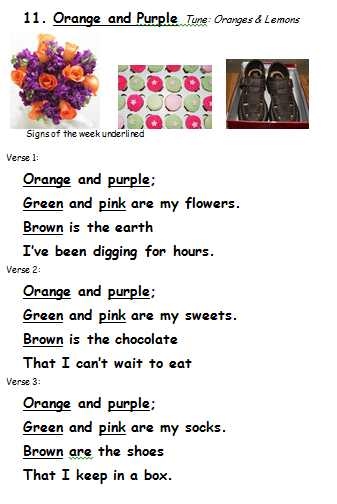 11. Orange and Purple Tune: Oranges & Lemons
Signs of the week underlined
Verse 1:
Orange and purple;
Green and pink are my flowers.
Brown is the earth
I've been digging for hours.
Verse 2:
Orange and purple;
Green and pink are my sweets.
Brown is the chocolate
That I can't wait to eat
Verse 3:
Orange and purple;
Green and pink are my socks.
Brown are the shoes
That I keep in a box.